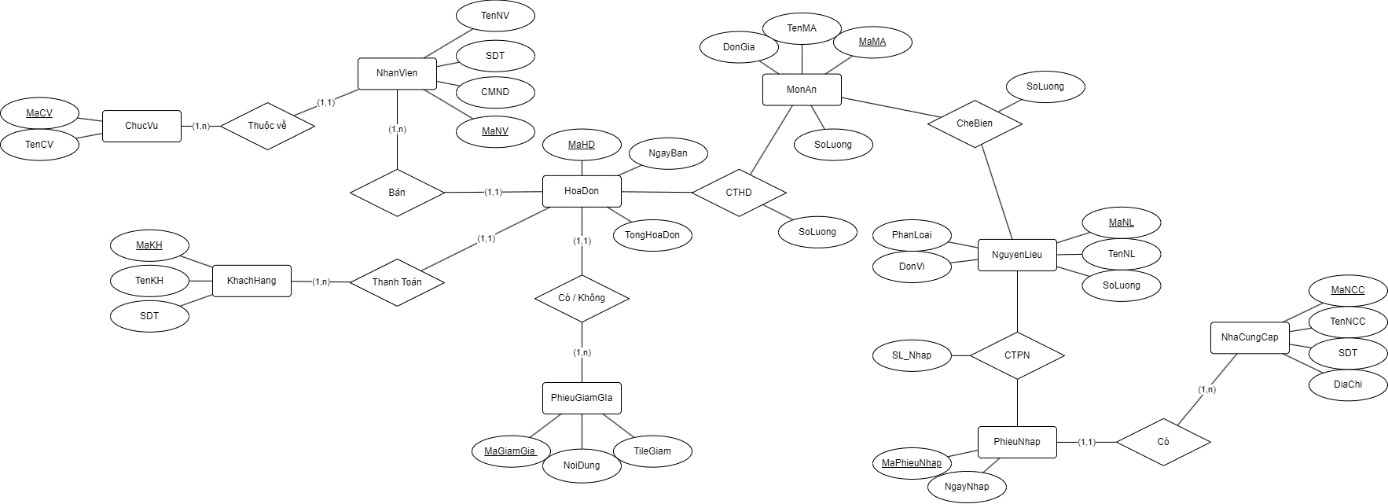 TenNV
TenMA
DonGia
MaMA
SDT
NhanVien
MonAn
SoLuong
CMND
(1,1)
MaCV
ChucVu
(1,n)
Thuộc về
(1,n)
MaNV
CheBien
TenCV
MaHD
NgayBan
SoLuong
Bán
(1,1)
HoaDon
CTHD
MaNL
TongHoaDon
SoLuong
PhanLoai
NguyenLieu
TenNL
DonVi
SoLuong
MaKH
(1,1)
(1,1)
TenKH
KhachHang
(1,n)
Thanh Toán
SDT
Có / Không
MaNCC
TenNCC
NhaCungCap
SDT
DiaChi
(1,n)
SL_Nhap
CTPN
(1,n)
PhieuGiamGIa
MaGiamGia
NoiDung
TileGiam
PhieuNhap
(1,1)
Có
MaPhieuNhap
NgayNhap